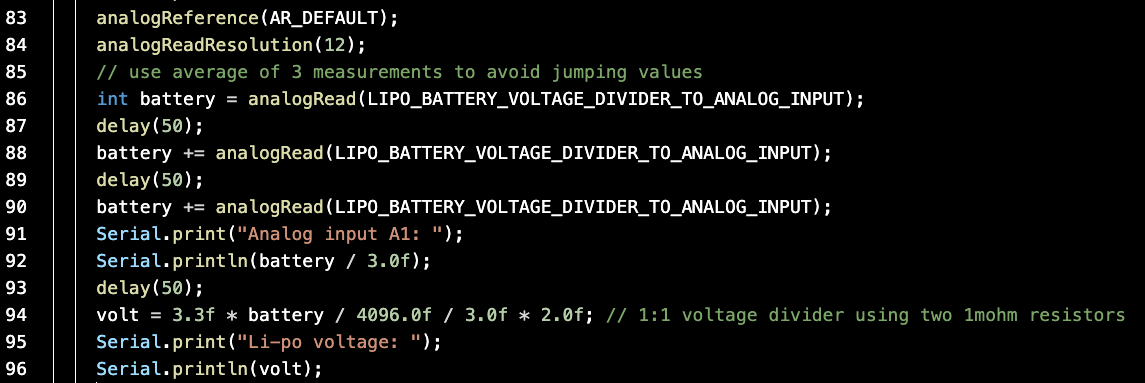 83 analogReference(AR_DEFAULT);
84 analogReadResolution(12);
85 // use average of 3 measurements to avoid jumping values
86 int battery = analogRead(LIPO_BATTERY_VOLTAGE_DIVIDER_TO_ANALOG_INPUT);
87 delay(50);
88 battery += analogRead(LIPO_BATTERY_VOLTAGE_DIVIDER_TO_ANALOG_INPUT);
89 delay(50);
90 battery += analogRead(LIPO_BATTERY_VOLTAGE_DIVIDER_TO_ANALOG_INPUT);
91 Serial.print("Analog input A1: ");
92 Serial.println(battery / 3.0f);
93 delay(50);
94 volt = 3.3f * battery / 4096.0f / 3.0f * 2.0f; // 1:1 voltage divider using two 1mohm resistors
95 Serial.print("Li-po voltage: ");
96 Serial.println(volt);